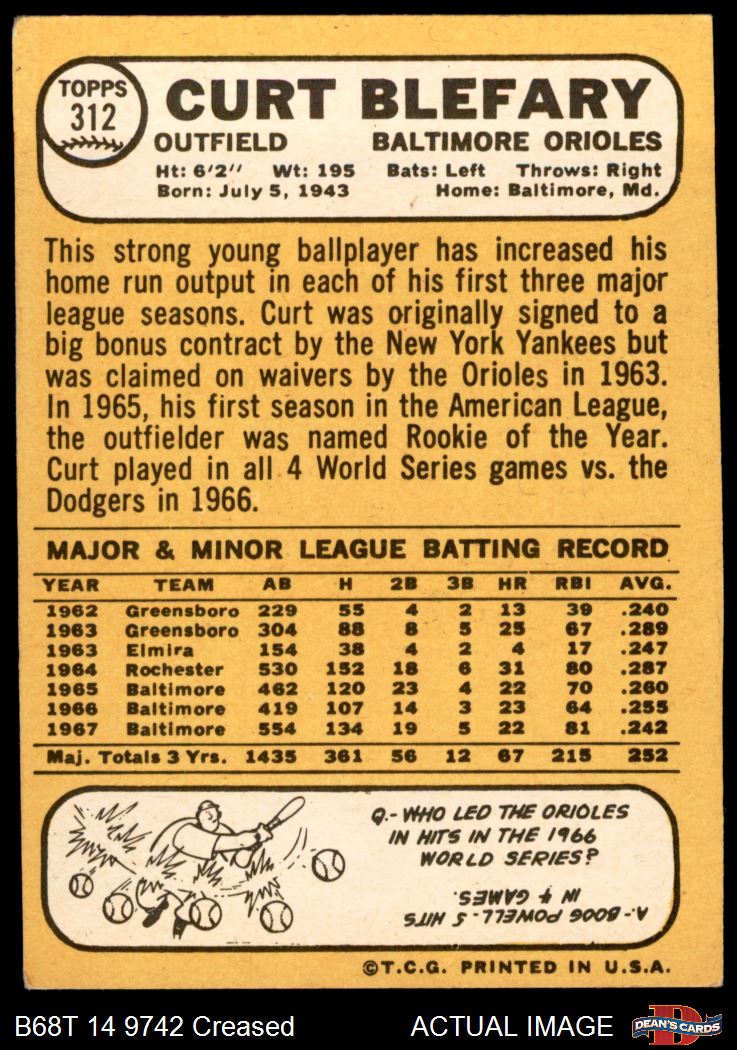 TOPPS
312
CURT BLEFARY
OUTFIELD BALTIMORE ORIOLES
Ht: 6'2" Wt: 195 Bats: Left Throws: Right
Born: July 5, 1943 Home: Baltimore, Md.
This strong young ballplayer has increased his
home run output in each of his first three major
league seasons. Curt was originally signed to a
big bonus contract by the New York Yankees but
was claimed on waivers by the Orioles in 1963.
In 1965, his first season in the American League,
the outfielder was named Rookie of the Year.
Curt played in all 4 World Series games vs. the
Dodgers in 1966.
MAJOR & MINOR LEAGUE BATTING RECORD
YEAR TEAM AB H 2B 3B HR RBI AVG.
1962 Greensboro 229 55 4 2 13 39 .240
1963 Greensboro 304 88 8 5 25 67 .289
1963 Elmira 154 38 4 2 4 17 .247
1964 Rochester 530 152 18 6 31 80 .287
1965 Baltimore 462 120 23 4 22 70 .260
1966 Baltimore 419 107 14 3 23 64 .255
1967 Baltimore 554 134 19 5 22 81 .242
Maj. Totals 3 Yrs. 1435 361 56 12 67 215 252
Q.- WHO LED THE ORIOLES
IN HITS IN THE 1966
WORLD SERIES?
A.- BOOG POWELL. 5 HITS
IN 4 GAMES.
©T.C.G. PRINTED IN U.S.A.
B68T 14 9742 Creased ACTUAL IMAGE
D
DEAN'S CARDS